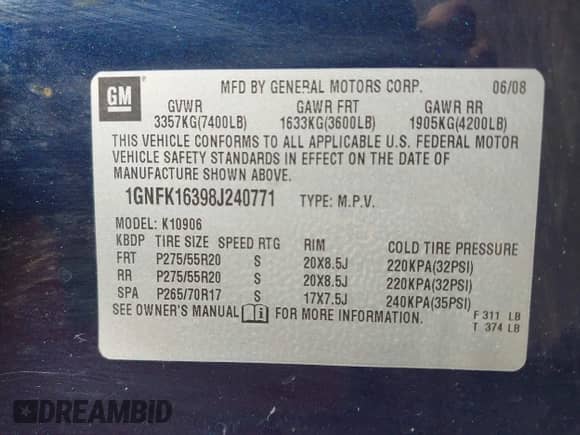 GM
MFD BY GENERAL MOTORS CORP. 06/08
GVWR GAWR FRT GAWR RR
3357KG(7400LB) 1633KG(3600LB) 1905KG(4200LB)
THIS VEHICLE CONFORMS TO ALL APPLICABLE U.S. FEDERAL MOTOR
VEHICLE SAFETY STANDARDS IN EFFECT ON THE DATE OF
MANUFACTURE SHOWN ABOVE.
1GNFK16398J240771 TYPE: M.P.V.
MODEL: K10906
KBDP TIRE SIZE SPEED RTG RIM COLD TIRE PRESSURE
FRT P275/55R20 S 20X8.5J 220KPA(32PSI)
RR P275/55R20 S 20X8.5J 220KPA(32PSI)
SPA P265/70R17 S 17X7.5J 240KPA(35PSI)
SEE OWNER'S MANUAL FOR MORE INFORMATION. F 311 LB
T 374 LB
DREAMBID